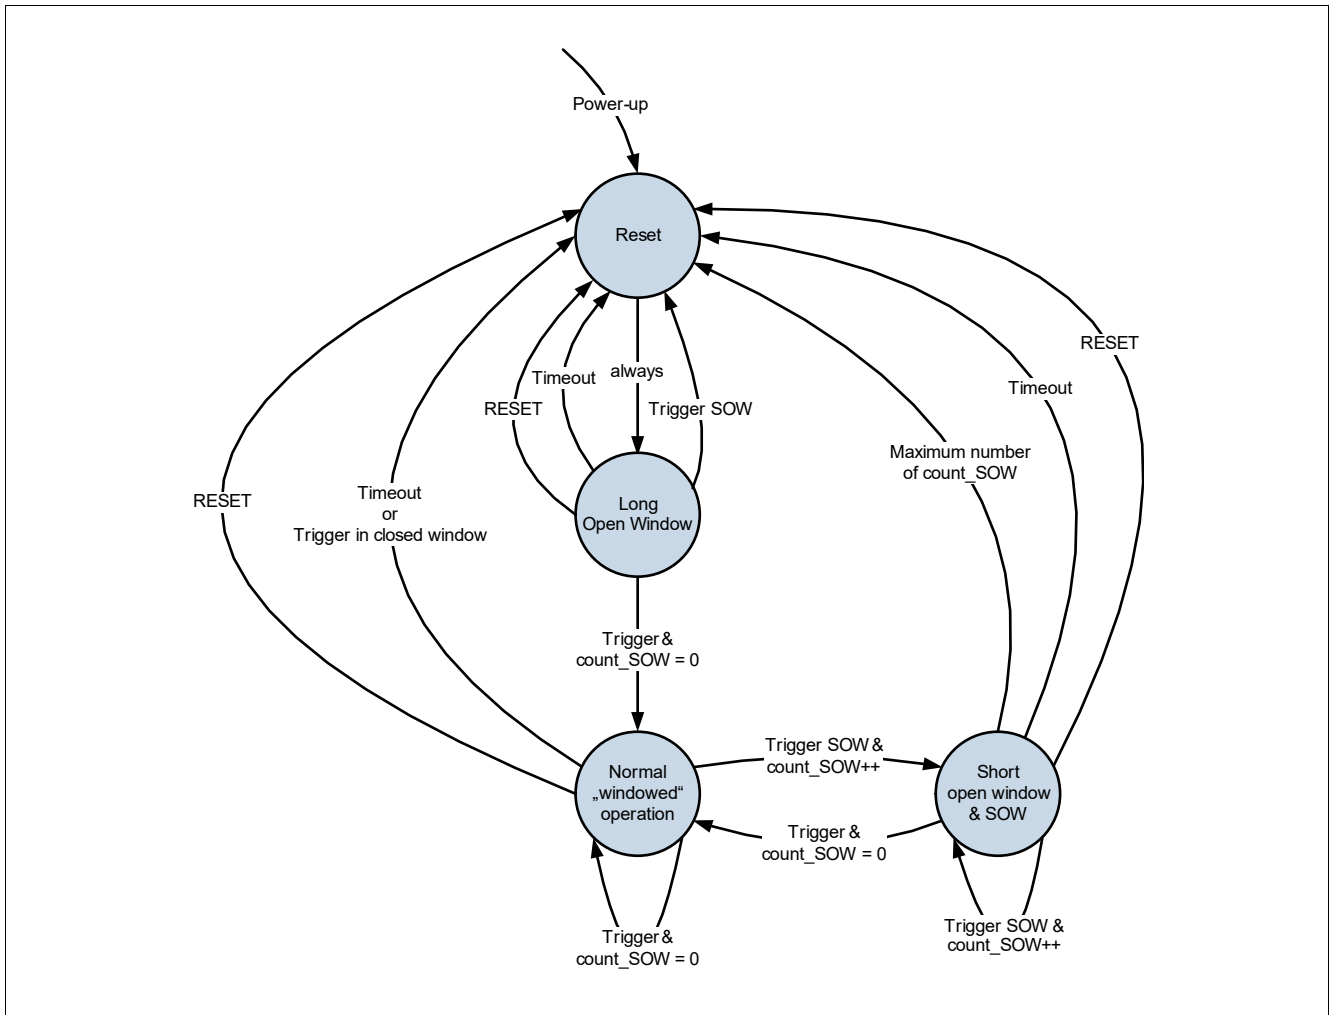 Power-up
Reset
RESET
Timeout
always
Timeout
RESET
Trigger SOW
Maximum number
of count_SOW
RESET
Timeout
or
Trigger in closed window
Long
Open Window
Trigger &
count_SOW = 0
Normal
„windowed“
operation
Trigger SOW &
count_SOW++
Short
open window
& SOW
Trigger &
count_SOW = 0
Trigger &
count_SOW = 0
Trigger SOW &
count_SOW++